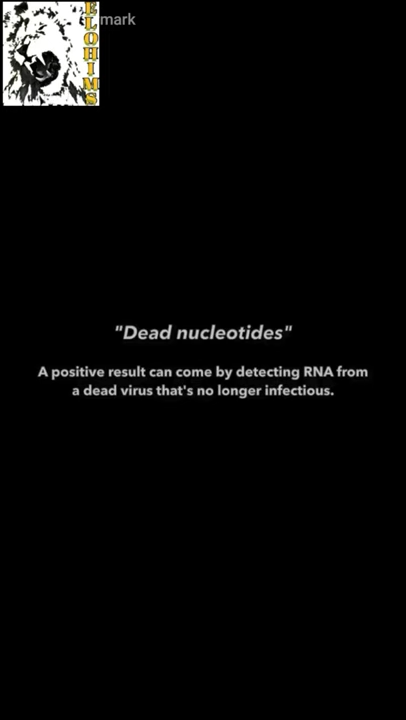 ELOHIMS
mark
"Dead nucleotides"
A positive result can come by detecting RNA from
a dead virus that's no longer infectious.